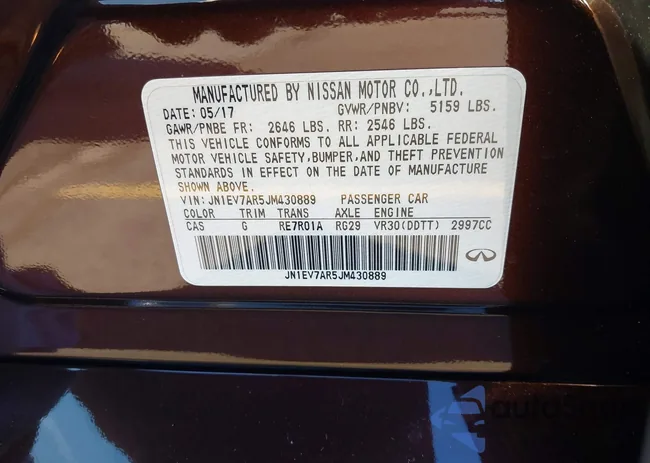 MANUFACTURED BY NISSAN MOTOR CO.,LTD.
DATE: 05/17 GVWR/PNBV: 5159 LBS.
GAWR/PNBE FR: 2646 LBS. RR: 2546 LBS.
THIS VEHICLE CONFORMS TO ALL APPLICABLE FEDERAL
MOTOR VEHICLE SAFETY,BUMPER,AND THEFT PREVENTION
STANDARDS IN EFFECT ON THE DATE OF MANUFACTURE
SHOWN ABOVE.
VIN: JN1EV7AR5JM430889 PASSENGER CAR
COLOR TRIM TRANS AXLE ENGINE
CAS G RE7R01A RG29 VR30(DDTT) 2997CC
JN1EV7AR5JM430889